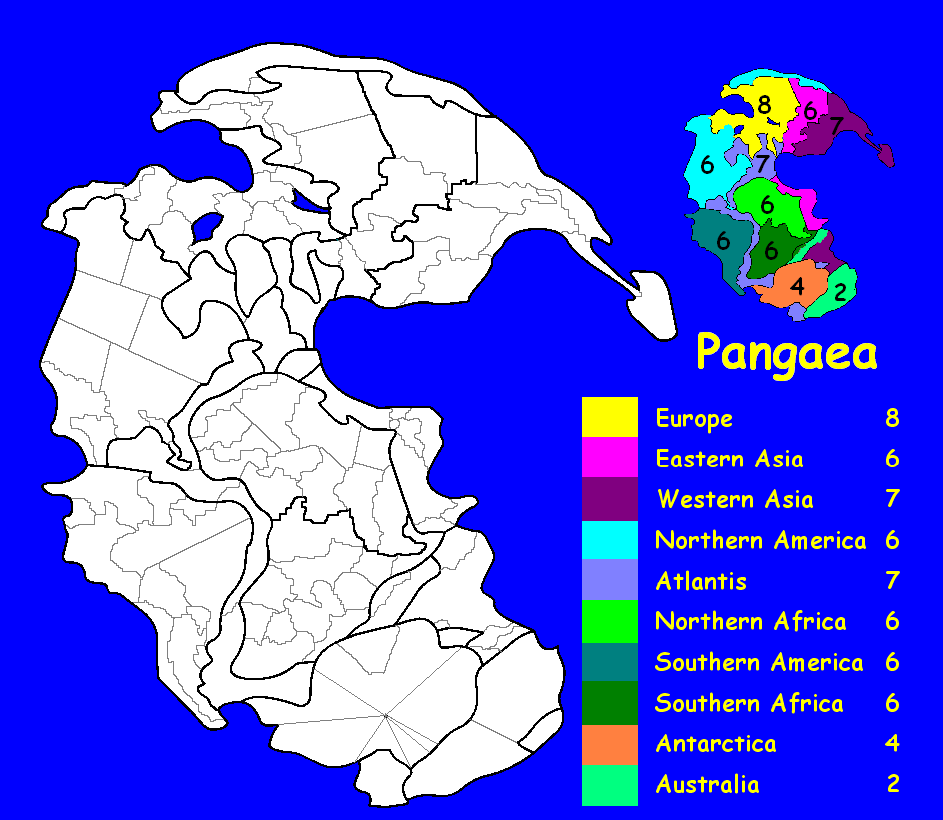 8
6
7
6
7
6
6
6
4
2
Pangaea
Europe 8
Eastern Asia 6
Western Asia 7
Northern America 6
Atlantis 7
Northern Africa 6
Southern America 6
Southern Africa 6
Antarctica 4
Australia 2